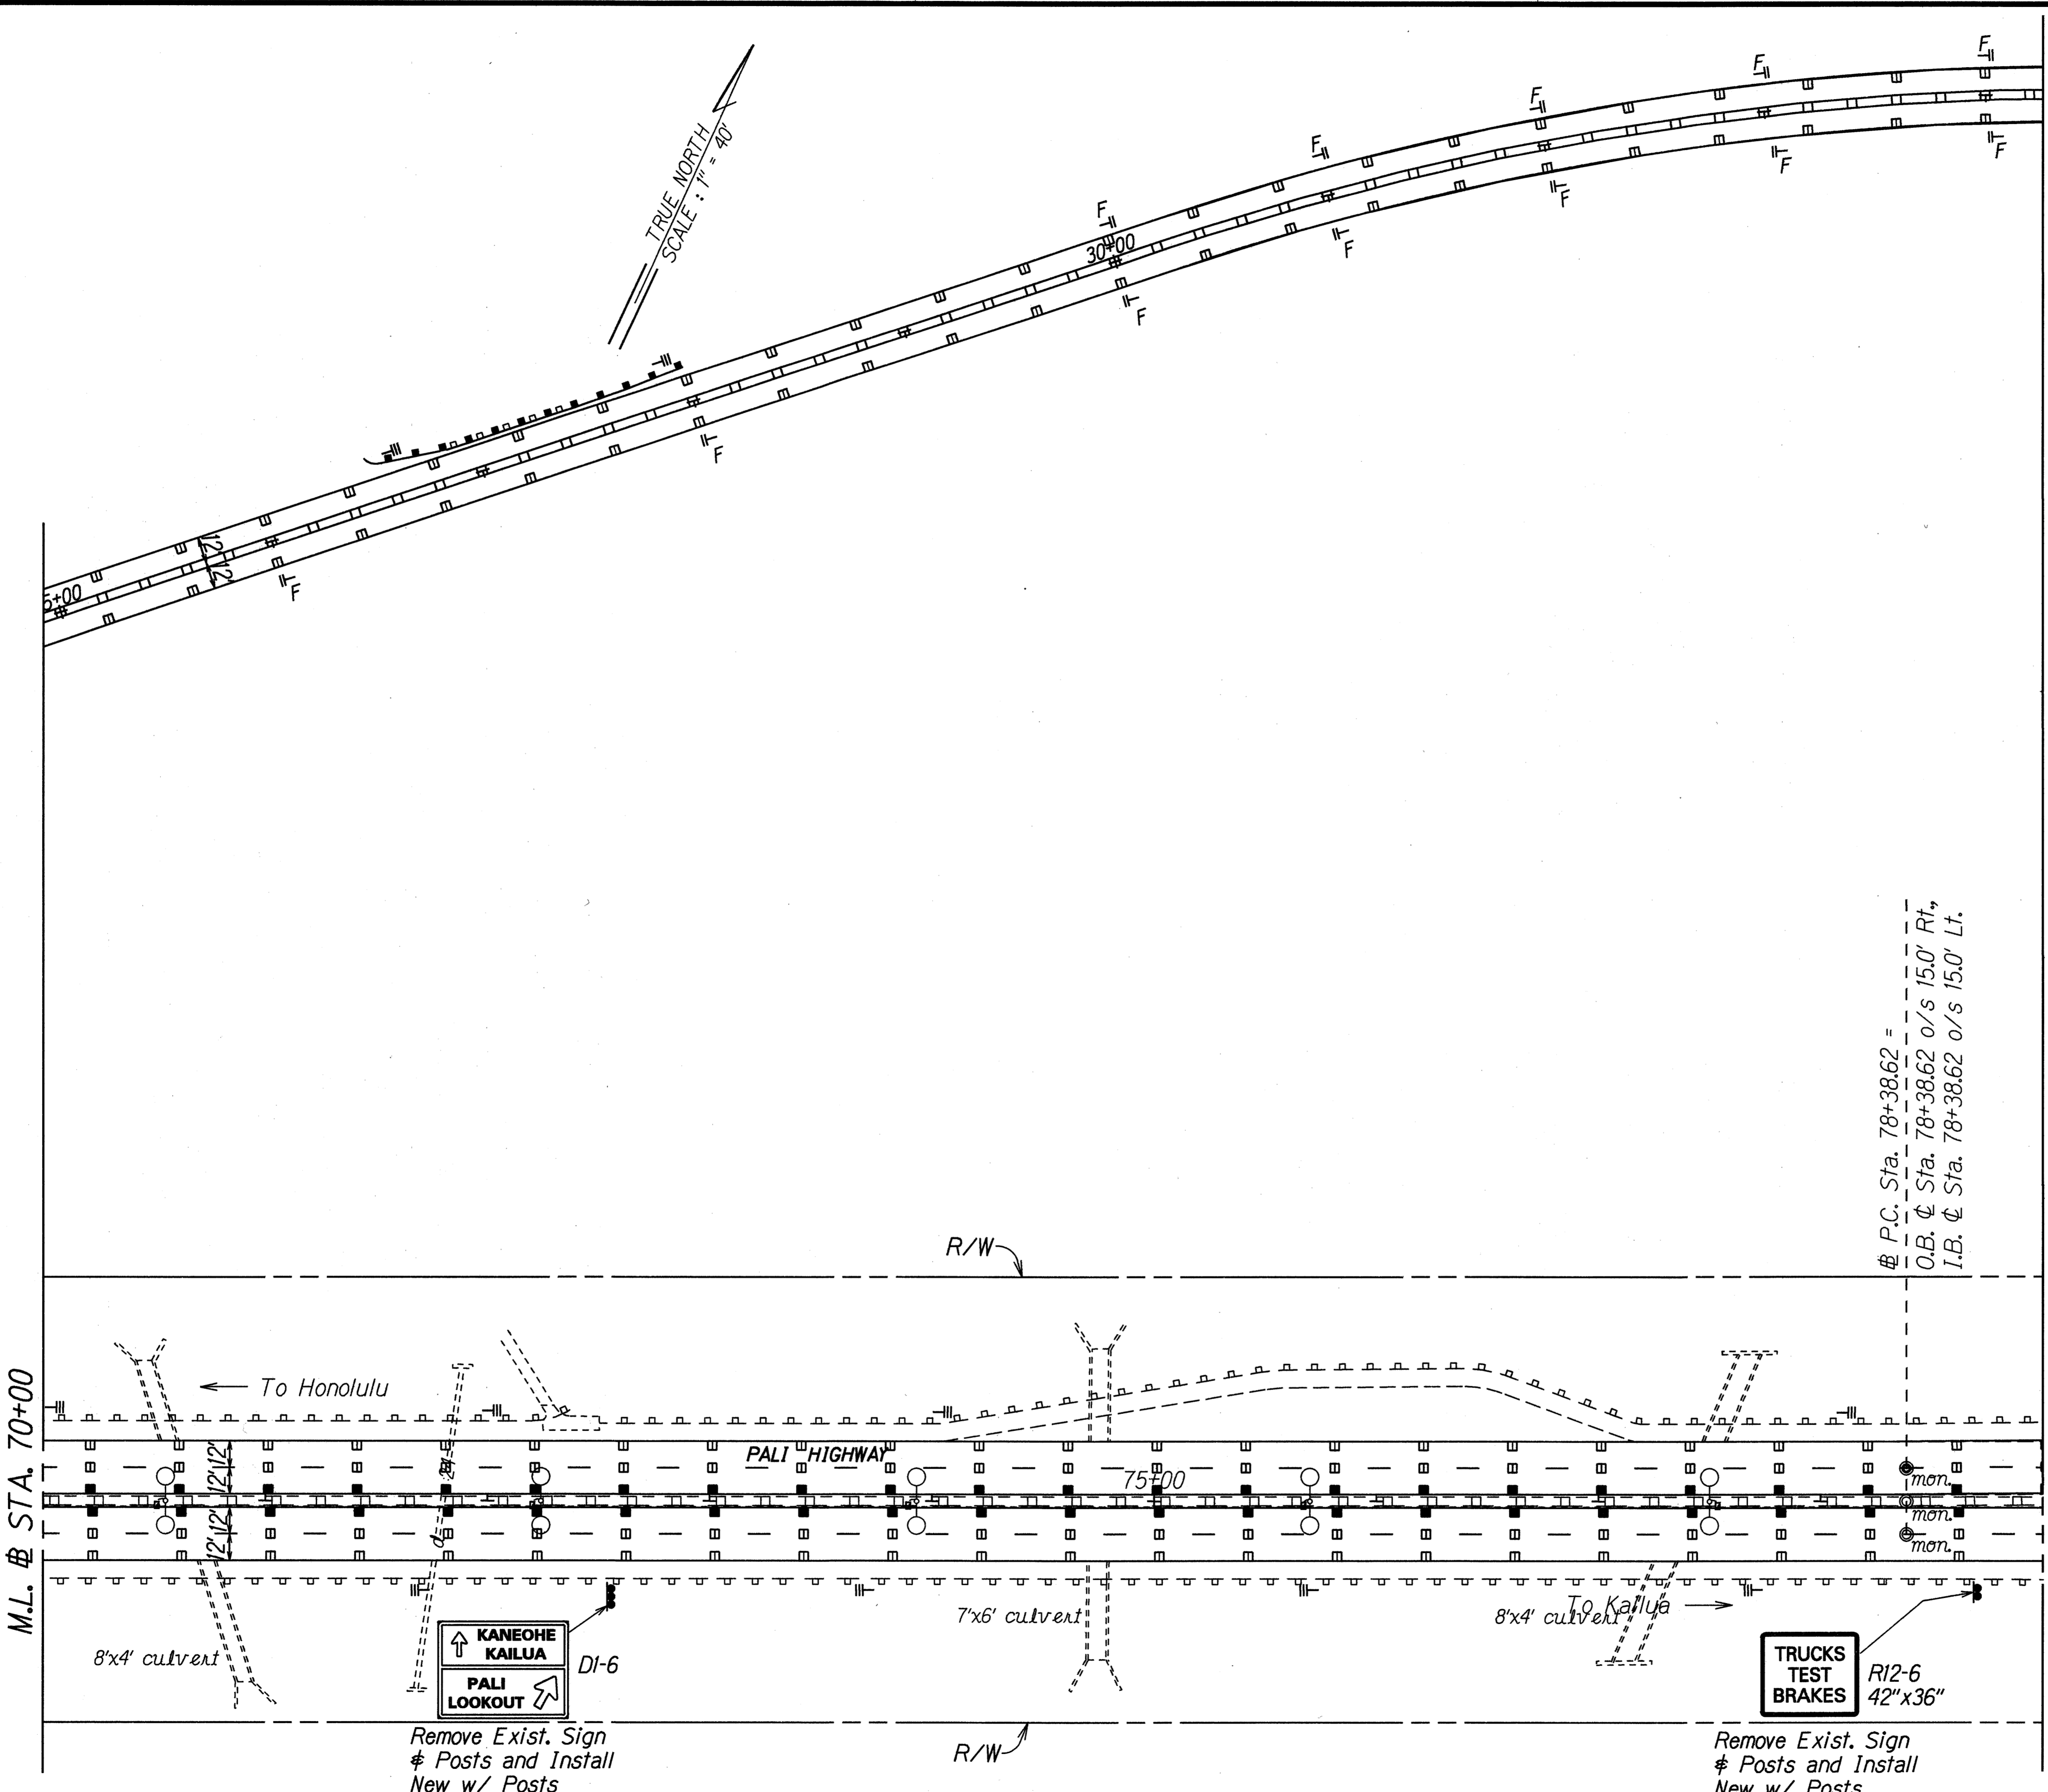 F
F
F
F
F
TRUE NORTH
SCALE : 1" = 40'
30+00
F
F
F
F
F
F
F
12'
12'
5+00
℄ P.C. Sta. 78+38.62 =
O.B. ℄ Sta. 78+38.62 o/s 15.0' Rt.,
I.B. ℄ Sta. 78+38.62 o/s 15.0' Lt.
R/W
M.L. ℄ STA. 70+00
To Honolulu
PALI HIGHWAY
12'
12'
24"
75+00
mon.
mon.
12'
12'
d
mon.
8'x4' culvert
7'x6' culvert
8'x4' culvert
To Kailua
KANEOHE
KAILUA
PALI
LOOKOUT
D1-6
TRUCKS
TEST
BRAKES
R12-6
42"x36"
R/W
Remove Exist. Sign
& Posts and Install
New w/ Posts
Remove Exist. Sign
& Posts and Install
New w/ Posts